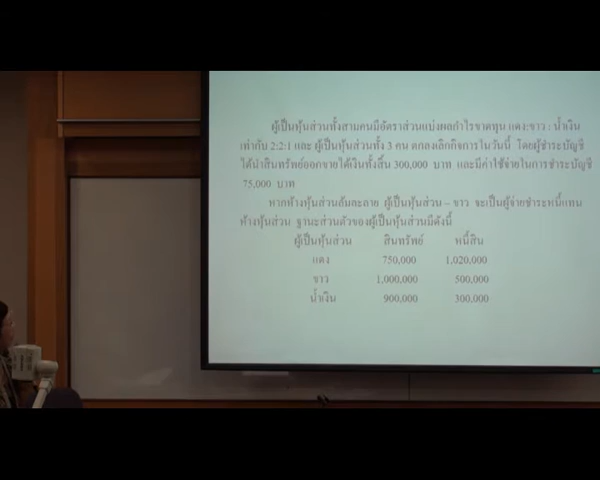 ผู้เป็นหุ้นส่วนทั้งสามคนมีอัตราส่วนแบ่งผลกำไรขาดทุน แดง:ขาว : น้ำเงิน
เท่ากับ 2:2:1 และ ผู้เป็นหุ้นส่วนทั้ง 3 คน ตกลงเลิกกิจการในวันนี้ โดยผู้ชำระบัญชี
ได้นำสินทรัพย์ออกขายได้เงินทั้งสิ้น 300,000 บาท และมีค่าใช้จ่ายในการชำระบัญชี
75,000 บาท
หากห้างหุ้นส่วนล้มละลาย ผู้เป็นหุ้นส่วน – ขาว จะเป็นผู้จ่ายชำระหนี้แทน
ห้างหุ้นส่วน ฐานะส่วนตัวของผู้เป็นหุ้นส่วนมีดังนี้
ผู้เป็นหุ้นส่วน สินทรัพย์ หนี้สิน
แดง 750,000 1,020,000
ขาว 1,000,000 500,000
น้ำเงิน 900,000 300,000